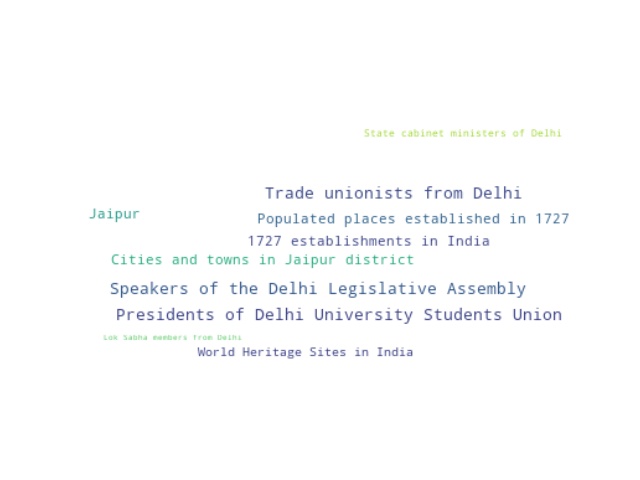 State cabinet ministers of Delhi
Trade unionists from Delhi
Jaipur
Populated places established in 1727
1727 establishments in India
Cities and towns in Jaipur district
Speakers of the Delhi Legislative Assembly
Presidents of Delhi University Students Union
Lok Sabha members from Delhi
World Heritage Sites in India